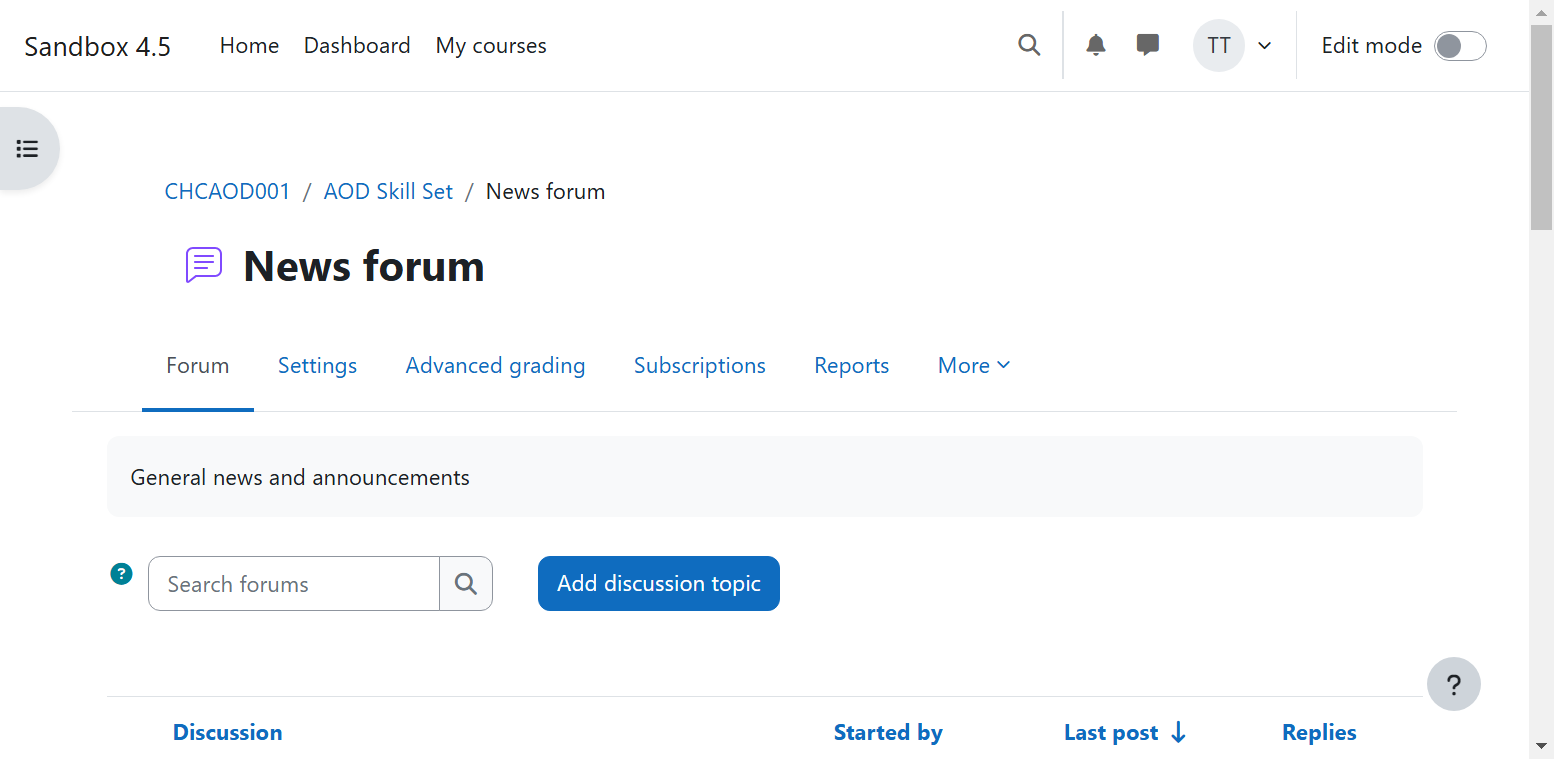 Sandbox 4.5 Home Dashboard My courses TT Edit mode
CHCAOD001 / AOD Skill Set / News forum
News forum
Forum Settings Advanced grading Subscriptions Reports More
General news and announcements
? Search forums Add discussion topic
?
Discussion Started by Last post ↓ Replies